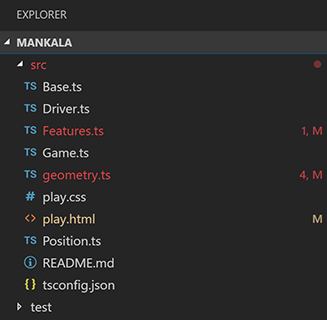 EXPLORER
MANKALA
src
TS Base.ts
TS Driver.ts
TS Features.ts 1, M
TS Game.ts
TS geometry.ts 4, M
# play.css
<> play.html M
TS Position.ts
README.md
{} tsconfig.json
test